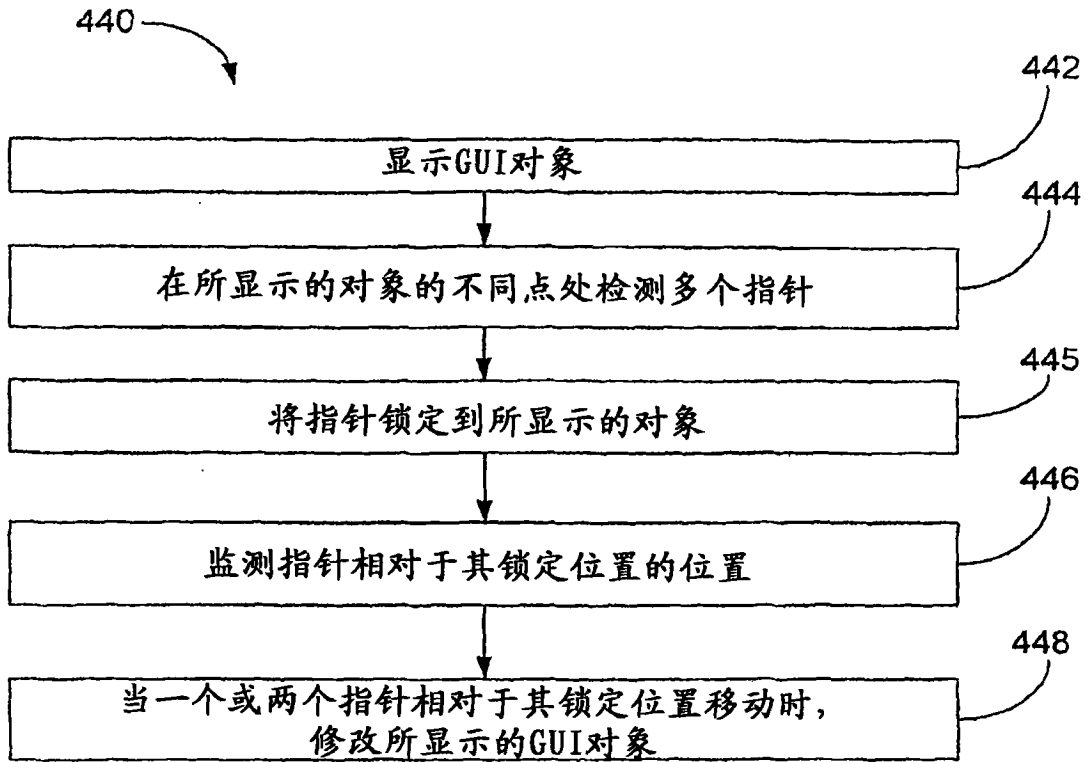 440
442
显示GUI对象
444
在所显示的对象的不同点处检测多个指针
445
将指针锁定到所显示的对象
446
监测指针相对于其锁定位置的位置
448
当一个或两个指针相对于其锁定位置移动时，
修改所显示的GUI对象